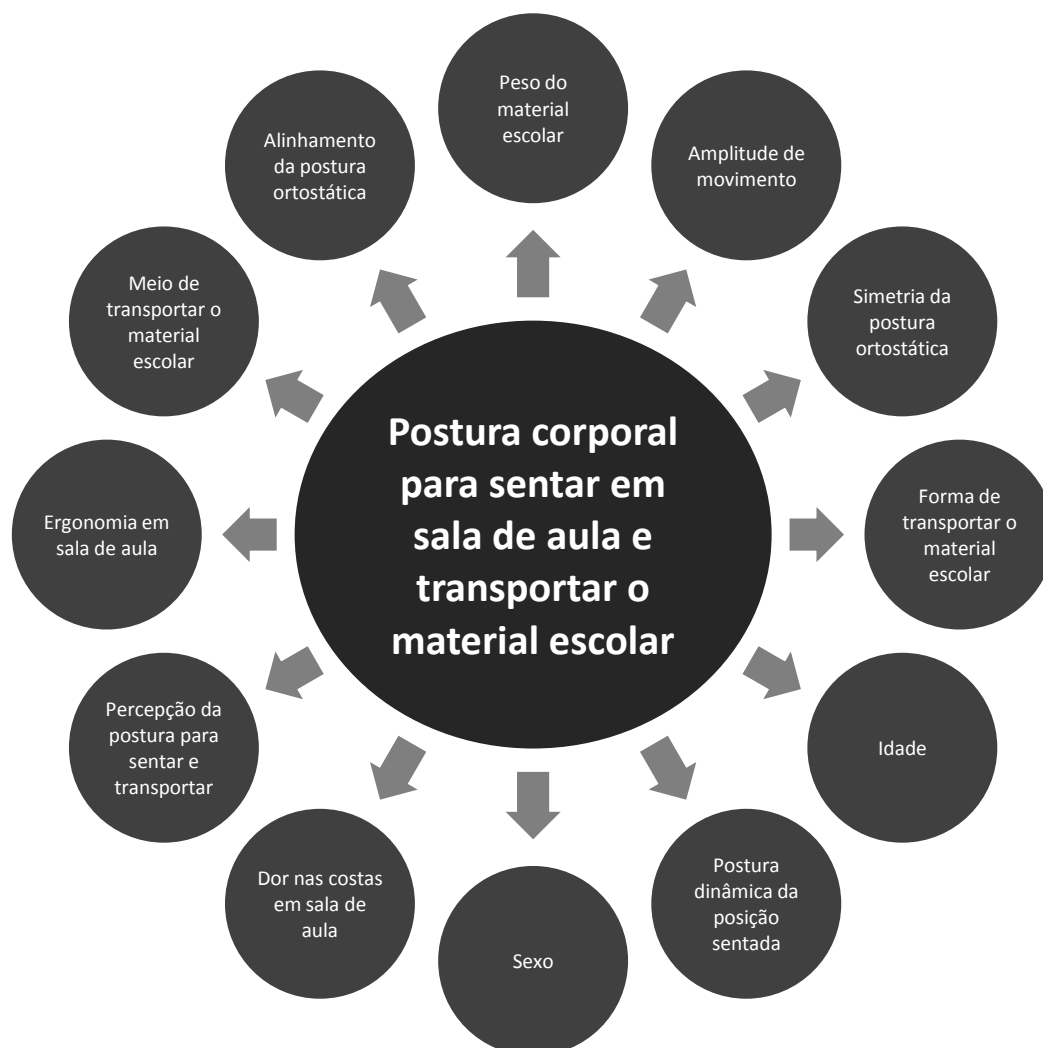 Peso do
material
escolar
Amplitude de
movimento
Simetria da
postura
ortostática
Forma de
transportar o
material
escolar
Idade
Postura
dinâmica da
posição
sentada
Sexo
Dor nas costas
em sala de
aula
Percepção da
postura para
sentar e
transportar
Ergonomia em
sala de aula
Meio de
transportar o
material
escolar
Alinhamento
da postura
ortostática
Postura corporal
para sentar em
sala de aula e
transportar o
material escolar